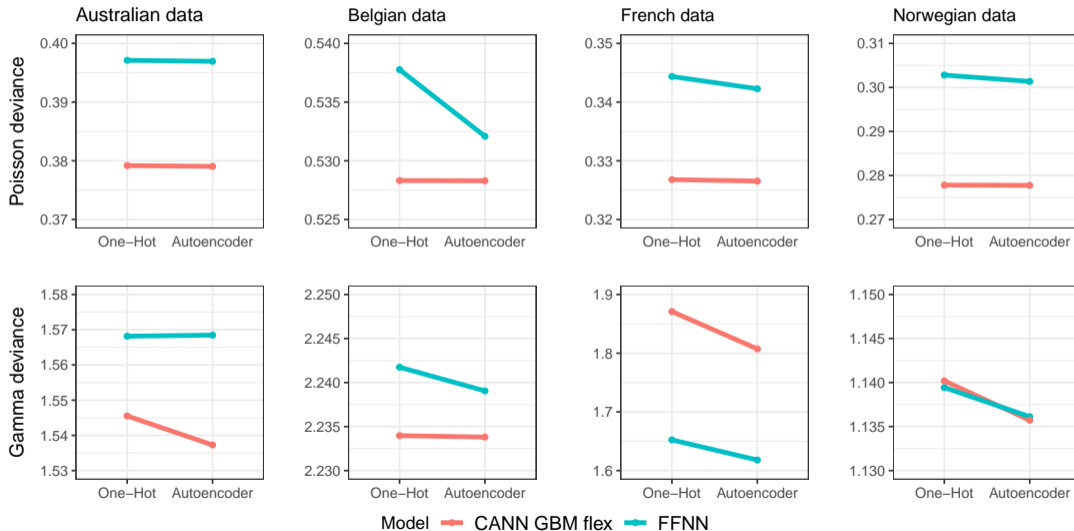 Australian data
Belgian data
French data
Norwegian data
Poisson deviance
0.40
0.39
0.38
0.37
One−Hot
Autoencoder
0.540
0.535
0.530
0.525
One−Hot
Autoencoder
0.35
0.34
0.33
0.32
One−Hot
Autoencoder
0.31
0.30
0.29
0.28
0.27
One−Hot
Autoencoder
Gamma deviance
1.58
1.57
1.56
1.54
1.53
One−Hot
Autoencoder
2.250
2.245
2.240
2.235
2.230
One−Hot
Autoencoder
1.9
1.8
1.7
1.6
One−Hot
Autoencoder
1.150
1.145
1.140
1.135
1.130
One−Hot
Autoencoder
Model CANN GBM flex FFNN